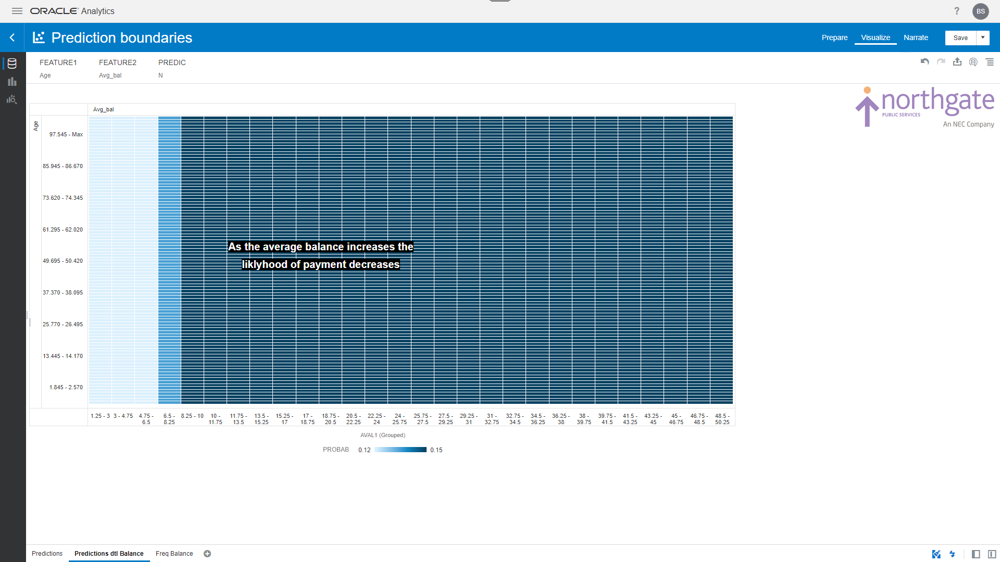 ORACLE Analytics
?
BS
Prediction boundaries
Prepare
Visualize
Narrate
Save
FEATURE1
FEATURE2
PREDIC
Age
Avg_bal
N
northgate
PUBLIC SERVICES
An NEC Company
Avg_bal
Age
97.545 - Max
85.945 - 86.670
73.620 - 74.345
61.295 - 62.020
49.695 - 50.420
37.370 - 38.095
25.770 - 26.495
13.445 - 14.170
1.845 - 2.570
As the average balance increases the
liklyhood of payment decreases
1.25 - 3
3 - 4.75
4.75 - 6.5
6.5 - 8.25
8.25 - 10
10 - 11.75
11.75 - 13.5
13.5 - 15.25
15.25 - 17
17 - 18.75
18.75 - 20.5
20.5 - 22.25
22.25 - 24
24 - 25.75
25.75 - 27.5
27.5 - 29.25
29.25 - 31
31 - 32.75
32.75 - 34.5
34.5 - 36.25
36.25 - 38
38 - 39.75
39.75 - 41.5
41.5 - 43.25
43.25 - 45
45 - 46.75
46.75 - 48.5
48.5 - 50.25
AVAL1 (Grouped)
PROBAB 0.12 0.15
Predictions
Predictions dtl Balance
Freq Balance